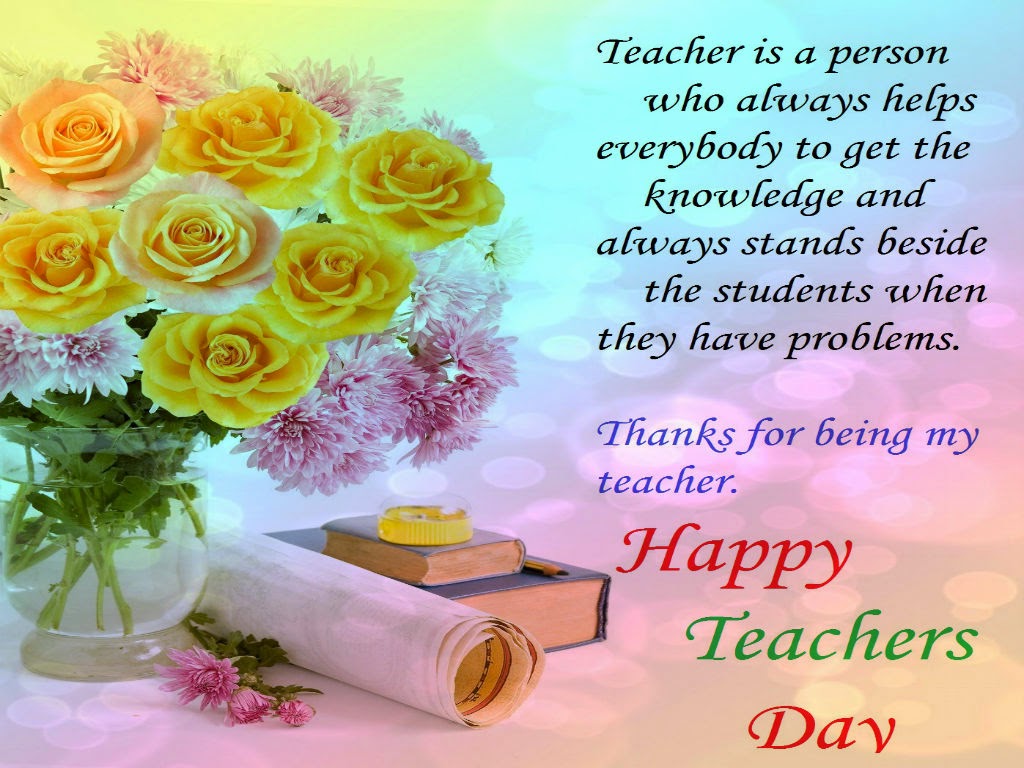 Teacher is a person
who always helps
everybody to get the
knowledge and
always stands beside
the students when
they have problems.
Thanks for being my
teacher.
Happy
Teachers
Day